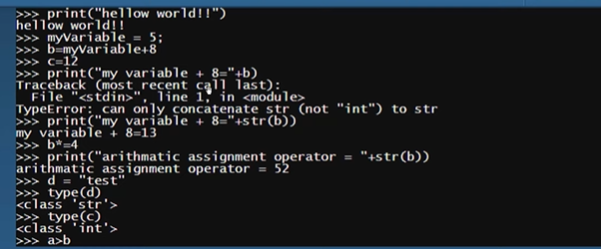 >>> print("hellow world!!")
hellow world!!
>>> myVariable = 5;
>>> b=myVariable+8
>>> c=12
>>> print("my variable + 8="+b)
Traceback (most recent call last):
  File "<stdin>", line 1, in <module>
TypeError: can only concatenate str (not "int") to str
>>> print("my variable + 8="+str(b))
my variable + 8=13
>>> b*=4
>>> print("arithmatic assignment operator = "+str(b))
arithmatic assignment operator = 52
>>> d = "test"
>>> type(d)
<class 'str'>
>>> type(c)
<class 'int'>
>>> a>b